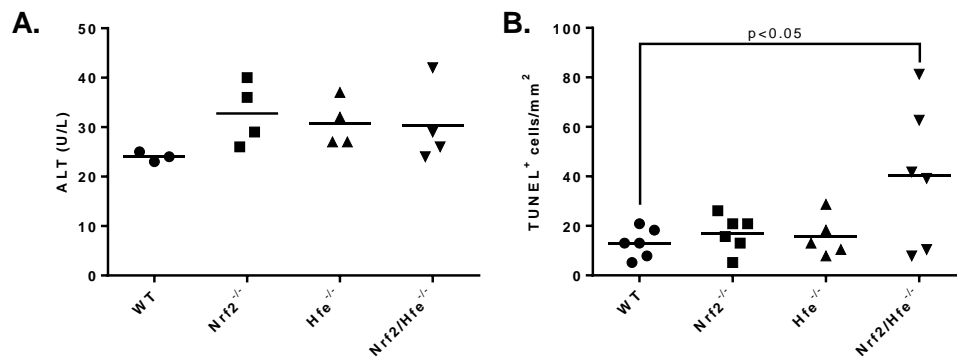 A.
ALT (U/L)
50
40
30
20
10
0
WT
Nrf2-/-
Hfe-/-
Nrf2/Hfe-/-
B.
TUNEL+ cells/mm2
100
80
60
40
20
0
p<0.05
WT
Nrf2-/-
Hfe-/-
Nrf2/Hfe-/-